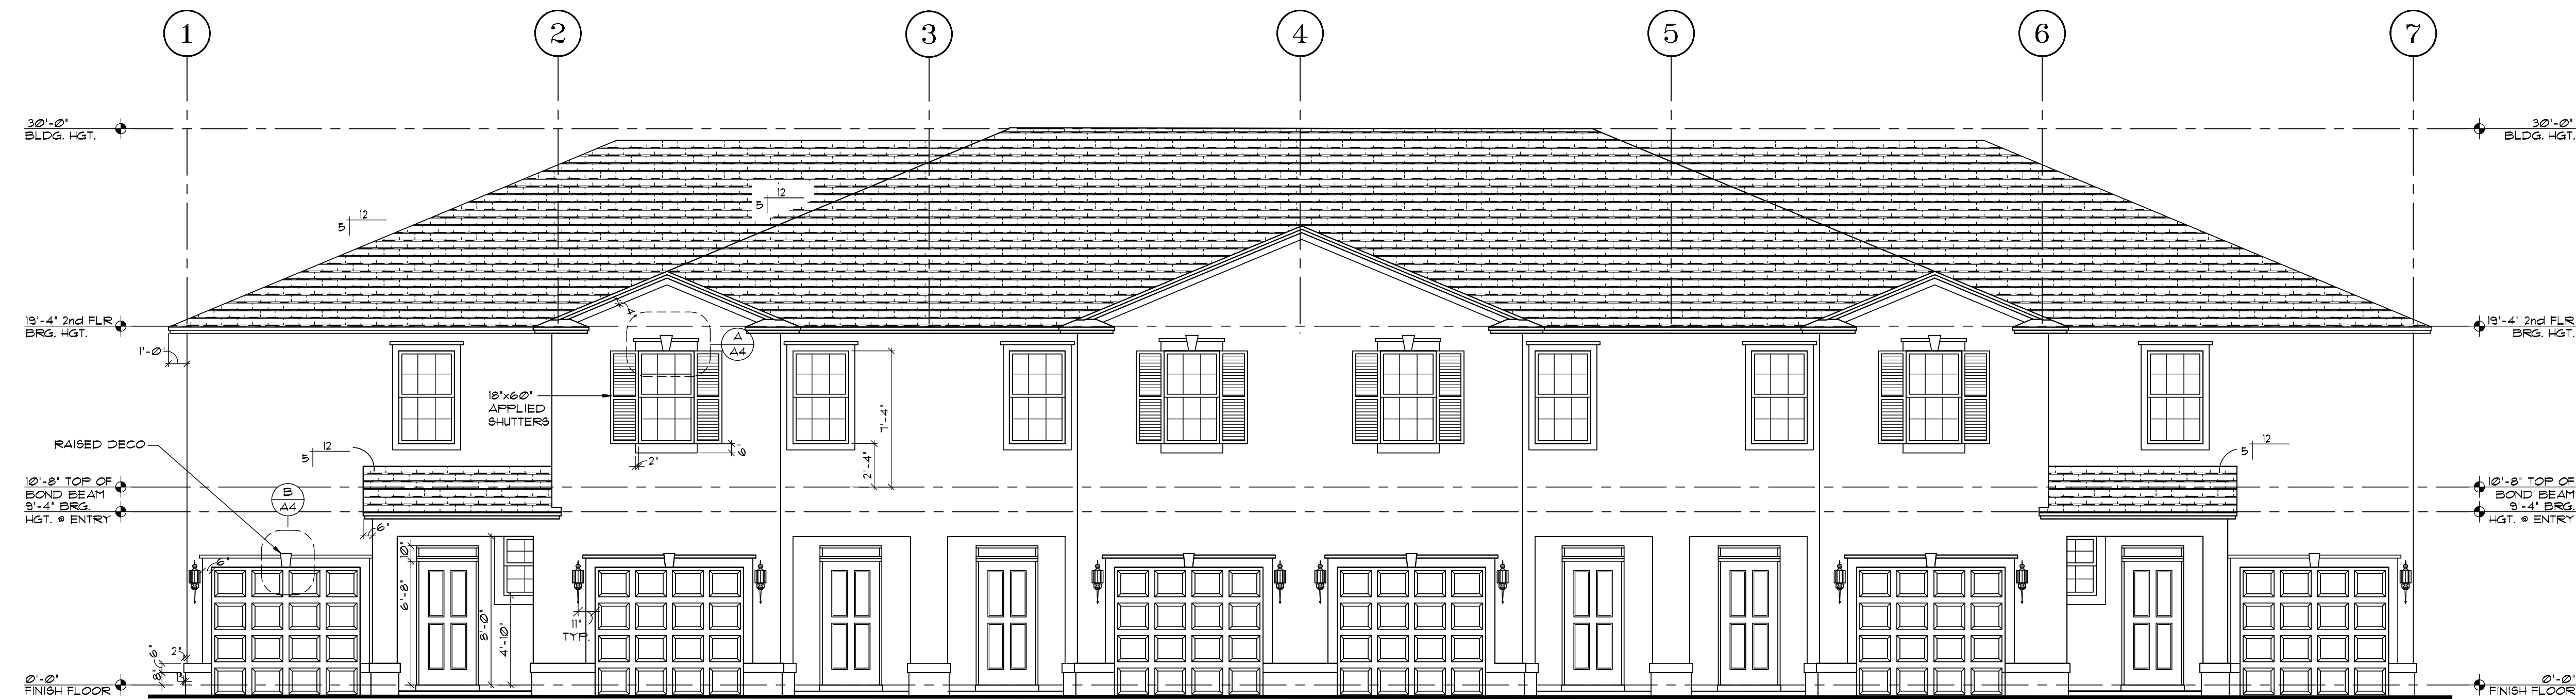 1 2 3 4 5 6 7
30'-0"
BLDG. HGT.
30'-0"
BLDG. HGT.
12
5
12
5
19'-4" 2nd FLR
BRG. HGT.
19'-4" 2nd FLR
BRG. HGT.
1'-0"
4"
A
A4
18"x60"
APPLIED
SHUTTERS
7'-4"
2'-4"
2"
6"
RAISED DECO
12
5
12
5
10'-8" TOP OF
BOND BEAM
9'-4" BRG.
HGT. @ ENTRY
10'-8" TOP OF
BOND BEAM
9'-4" BRG.
HGT. @ ENTRY
B
A4
6"
6"
10"
6'-8"
8'-0"
4'-10"
11"
TYP.
2"
6"
8"
3"
0'-0"
FINISH FLOOR
0'-0"
FINISH FLOOR